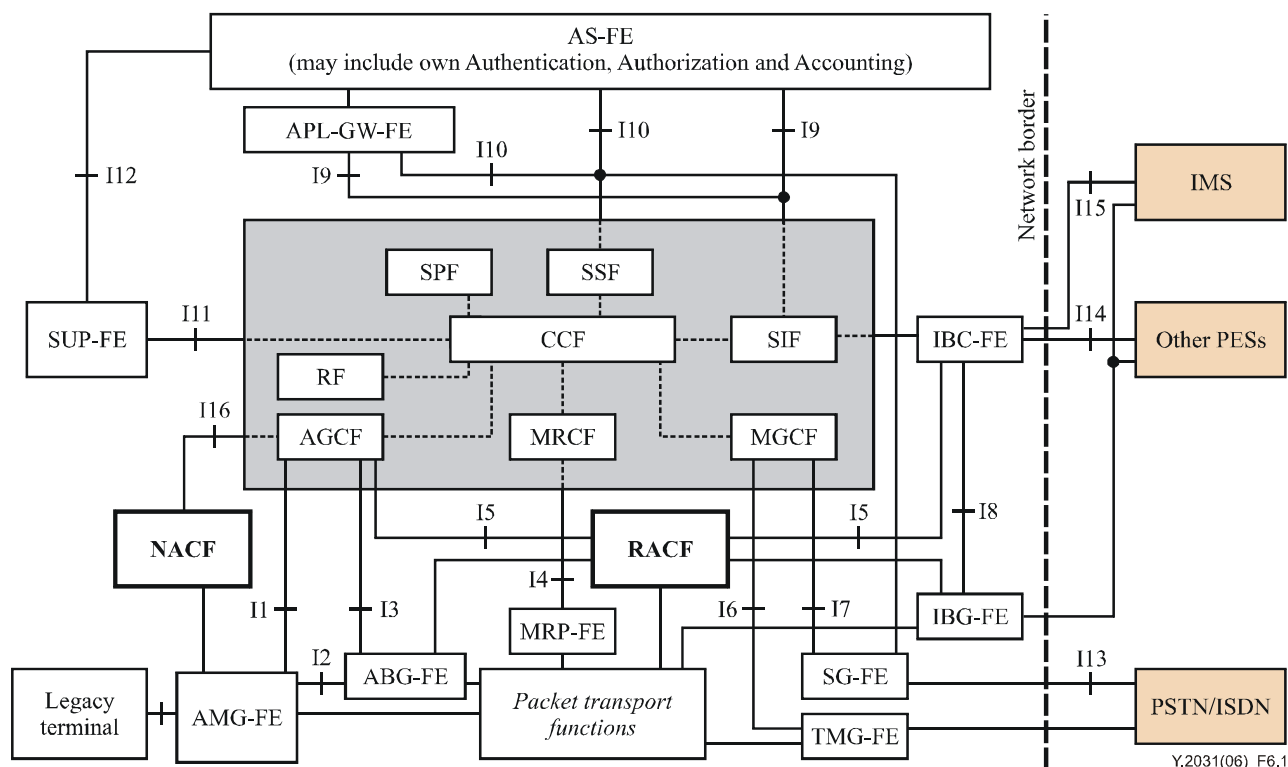 AS-FE
(may include own Authentication, Authorization and Accounting)
APL-GW-FE
I10
I9
I10
I9
I12
Network border
IMS
I15
SPF
SSF
SUP-FE
I11
CCF
SIF
IBC-FE
I14
Other PESs
RF
I16
AGCF
MRCF
MGCF
NACF
I5
RACF
I5
I8
I1
I3
I4
I6
I7
MRP-FE
IBG-FE
Legacy
terminal
AMG-FE
I2
ABG-FE
Packet transport
functions
SG-FE
I13
PSTN/ISDN
TMG-FE
Y.2031(06)_F6.1